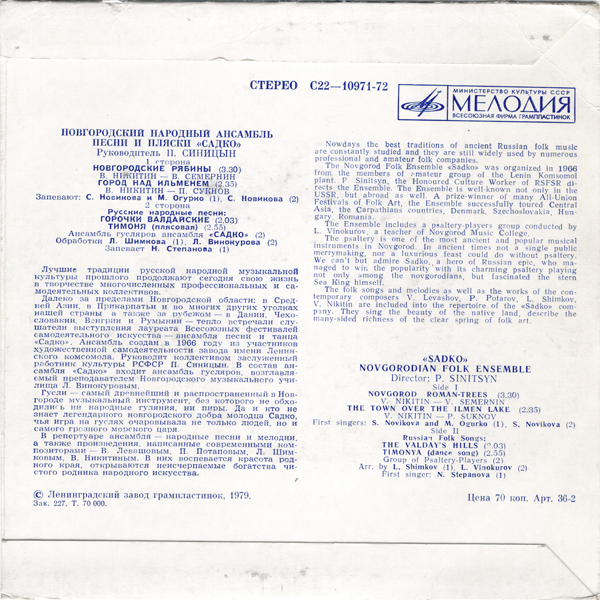 СТЕРЕО С22—10971-72
МИНИСТЕРСТВО КУЛЬТУРЫ СССР
МЕЛОДИЯ
ВСЕСОЮЗНАЯ ФИРМА ГРАМПЛАСТИНОК
НОВГОРОДСКИЙ НАРОДНЫЙ АНСАМБЛЬ
ПЕСНИ И ПЛЯСКИ «САДКО»
Руководитель П. СИНИЦЫН
1 сторона
НОВГОРОДСКИЕ РЯБИНЫ (3.30)
В. НИКИТИН — В. СЕМЕРНИН
ГОРОД НАД ИЛЬМЕНЕМ (2.35)
В. НИКИТИН — П. СУКНОВ
Запевают: С. Новикова и М. Огурко (1), С. Новикова (2)
2 сторона
Русские народные песни:
ГОРОЧКИ ВАЛДАЙСКИЕ (2.03)
ТИМОНЯ (плясовая) (2.55)
Ансамбль гусляров ансамбля «САДКО» (2)
Обработки Л. Шимкова (1), Л. Винокурова (2)
Запевает Н. Степанова (1)
Лучшие традиции русской народной музыкальной
культуры прошлого продолжают сегодня свою жизнь
в творчестве многочисленных профессиональных и са-
модеятельных коллективов.
Далеко за пределами Новгородской области: в Сред-
ней Азии, в Прикарпатье и во многих других уголках
нашей страны а также за рубежом — в Дании, Чехо-
словакии, Венгрии и Румынии — тепло встречали слу-
шатели выступления лауреата Всесоюзных фестивалей
самодеятельного искусства — ансамбля песни и танца
«Садко». Ансамбль создан в 1966 году из участников
художественной самодеятельности завода имени Ленин-
ского комсомола. Руководит коллективом заслуженный
работник культуры РСФСР П. Синицын. В состав ан-
самбля «Садко» входит ансамбль гусляров, возглавляе-
мый преподавателем Новгородского музыкального учи-
лища Л. Винокуровым.
Гусли — самый древнейший и распространенный в Нов-
городе музыкальный инструмент, без которого не обхо-
дились ни народные гуляния, ни пиры. Да и кто не
знает легендарного новгородского добра молодца Садко,
чья игра на гуслях очаровывала не только людей, но и
самого грозного морского царя.
В репертуаре ансамбля — народные песни и мелодии,
а также произведения, написанные современными ком-
позиторами — В. Левашовым, П. Потаповым, Л. Шим-
ковым, В. Никитиным. В них воспевается красота род-
ного края, открываются неисчерпаемые богатства чис-
того родника народного искусства.
© Ленинградский завод грампластинок, 1979.
Зак. 227. Т. 70 000.
Nowdays the best traditions of ancient Russian folk music
are constantly studied and they are still widely used by numerous
professional and amateur folk companies.
The Novgorod Folk Ensemble «Sadko» was organized in 1966
from the members of amateur group of the Lenin Komsomol
plant. P. Sinitsyn, the Honoured Culture Worker of RSFSR di-
rects the Ensemble. The Ensemble is well-known not only in the
USSR, but abroad as well. A prize-winner of many All-Union
Festivals of Folk Art, the Ensemble successfully toured Central
Asia, the Carpathians countries, Denmark, Szechoslovakia, Hun-
gary, Romania.
The Ensemble includes a psaltery-players group conducted by
L. Vinokurov, a teacher of Novgorod Music College.
The psaltery is one of the most ancient and popular musical
instruments in Novgorod. In ancient times not a single public
merrymaking, nor a luxurious feast could do without psaltery.
We can't but admire Sadko, a hero of Russian epic, who ma-
naged to win the popularity with its charming psaltery playing
not only among the novgorodians, but fascinated the stern
Sea King himself.
The folk songs and melodies as well as the works of the con-
temporary composers V. Levashov, P. Potarov, L. Shimkov,
V. Nikitin are included into the repertoire of the «Sadko» com-
pany. They sing the beauty of the native land, describe the
many-sided richness of the clear spring of folk art.
«SADKO»
NOVGORODIAN FOLK ENSEMBLE
Director: P. SINITSYN
Side I
NOVGOROD ROMAN-TREES (3.30)
V. NIKITIN — V. SEMERNIN
THE TOWN OVER THE ILMEN LAKE (2:35)
V. NIKITIN — P. SUKNOV
First singers: S. Novikova and M. Ogurko (1), S. Novikova (2)
Side II
Russian Folk Songs:
THE VALDAY'S HILLS (2.03)
TIMONYA (dance song) (2.55)
Group of Psaltery-Players (2)
Arr. by L. Shimkov (1), L. Vinokurov (2)
First singer: N. Stepanova (1)
Цена 70 коп. Арт. 36-2